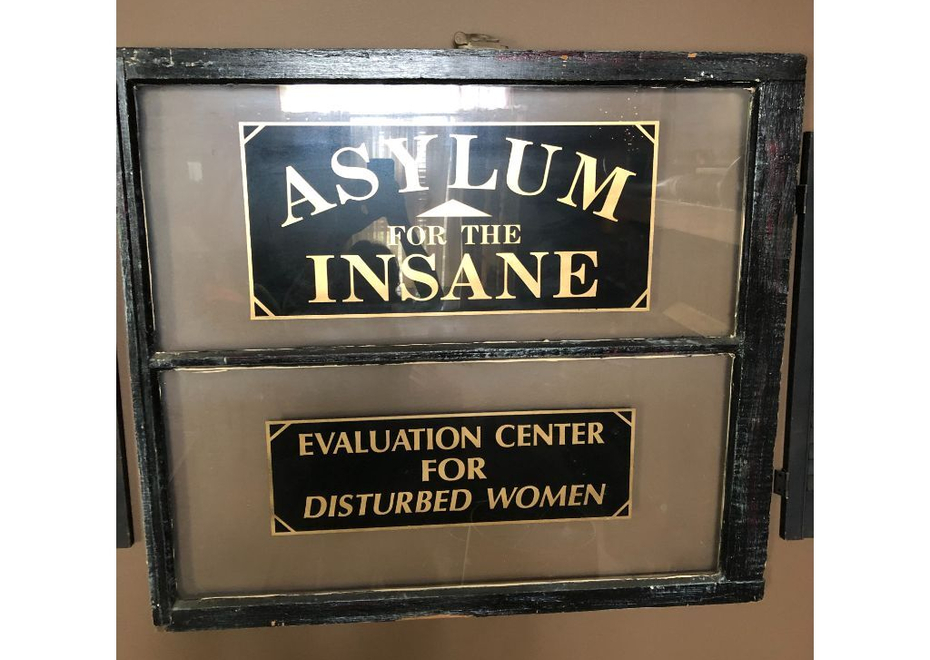 ASYLUM
FOR THE
INSANE
EVALUATION CENTER
FOR
DISTURBED WOMEN